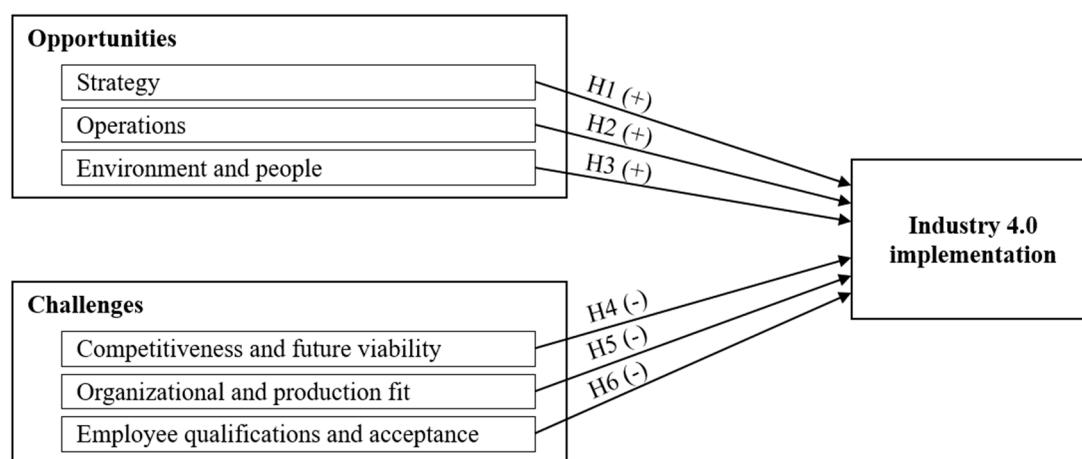 Opportunities
Strategy
Operations
Environment and people
H1 (+)
H2 (+)
H3 (+)
Industry 4.0
implementation
Challenges
Competitiveness and future viability
Organizational and production fit
Employee qualifications and acceptance
H4 (-)
H5 (-)
H6 (-)